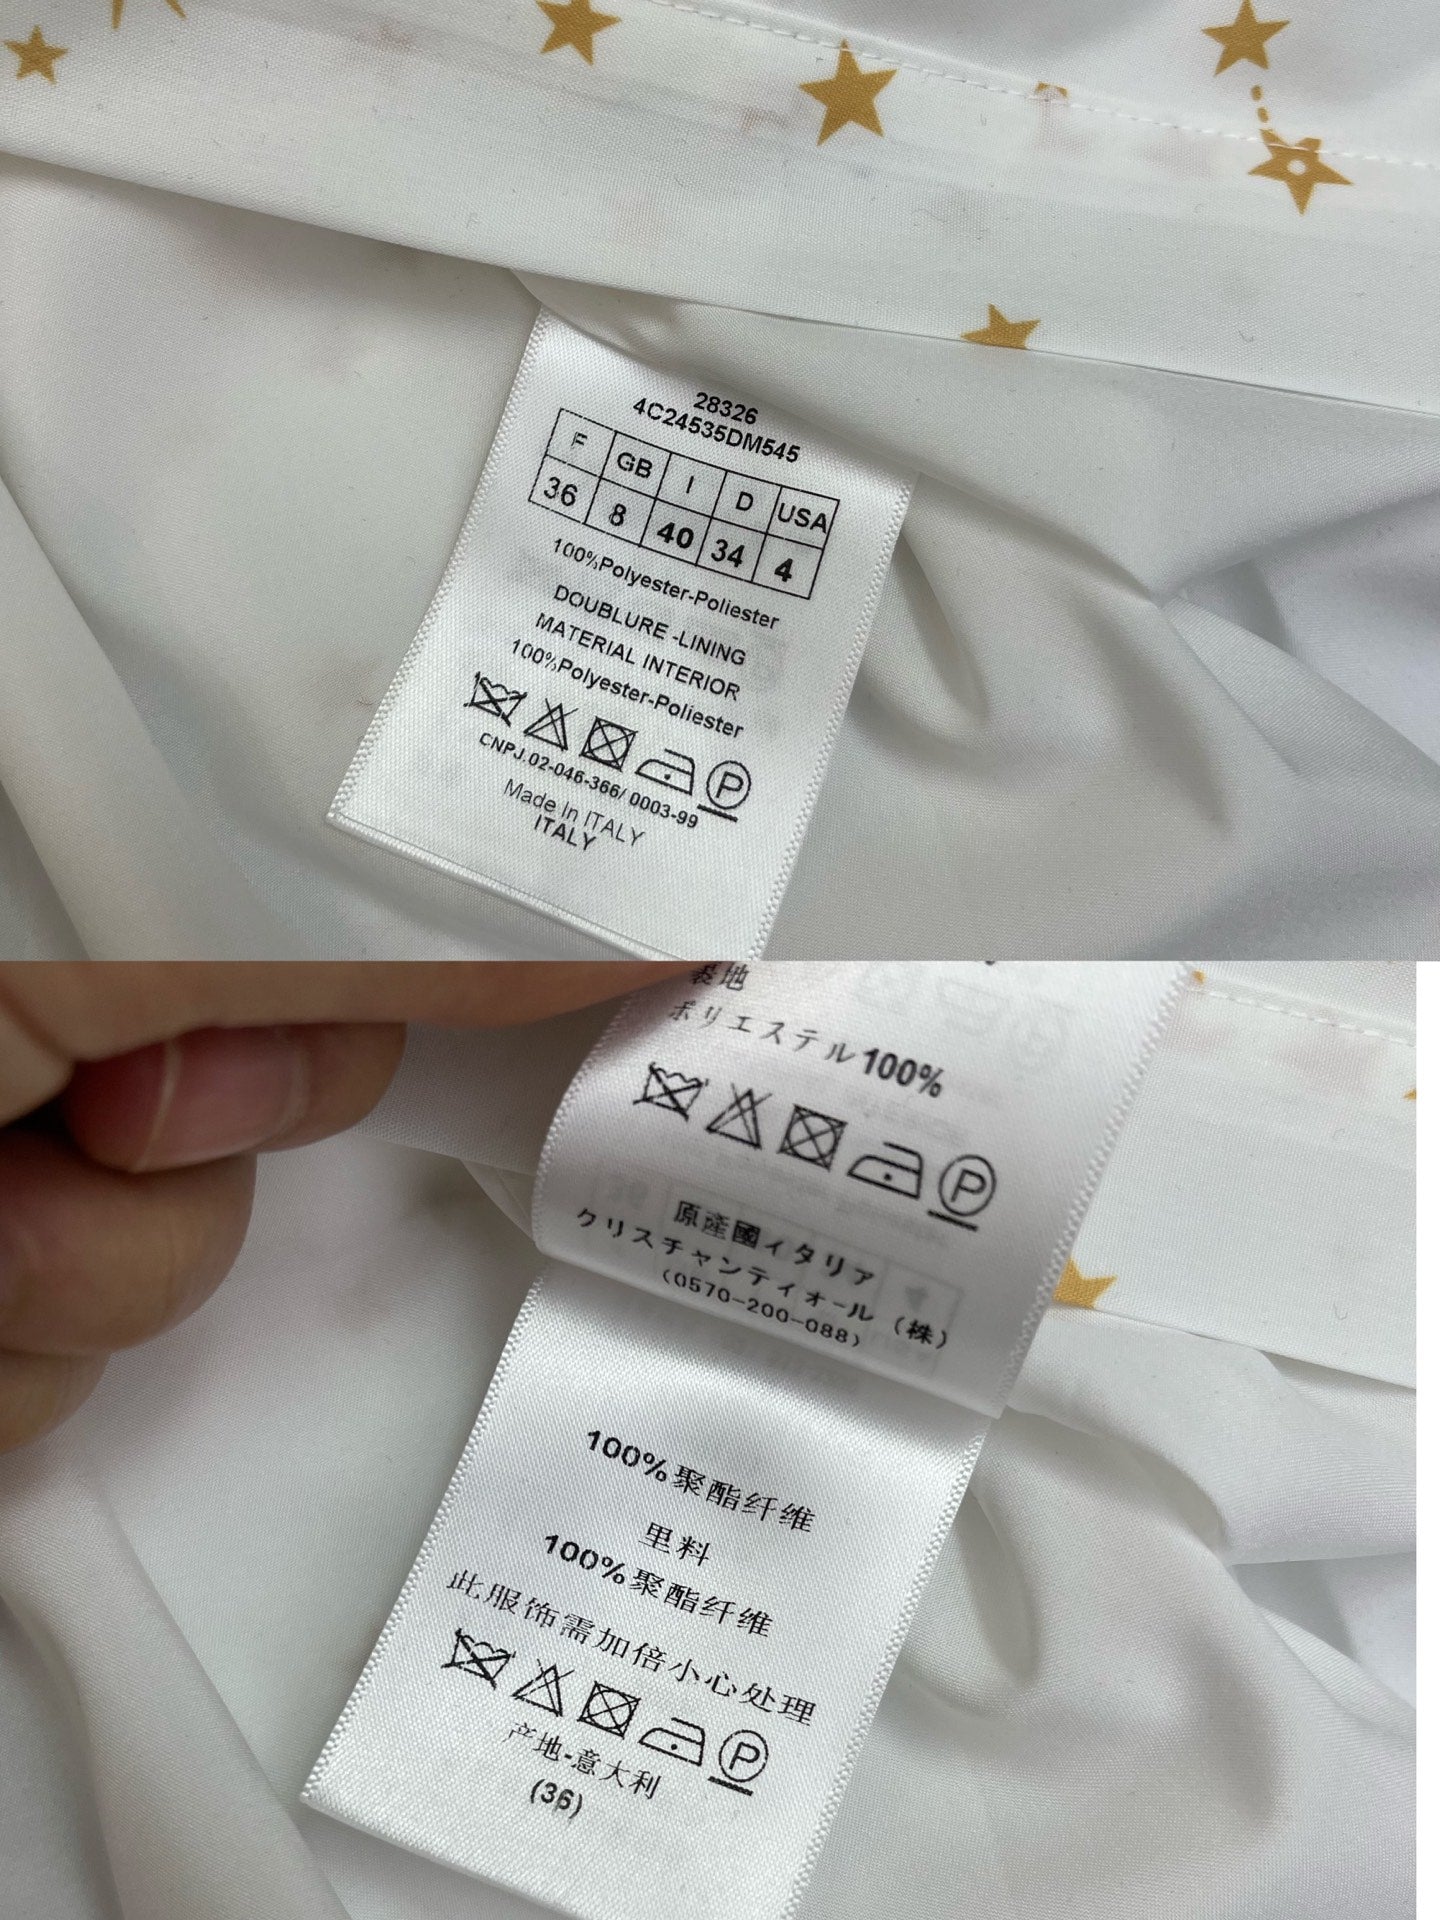 28326
4C24535DM545
F GB I D USA
36 8 40 34 4
100%Polyester-Poliester
DOUBLURE -LINING
MATERIAL INTERIOR
100%Polyester-Poliester
P
CNPJ.02-046-366/ 0003-99
Made In ITALY
ITALY
表地
ポリエステル100%
P
原産國イタリア
クリスチャンディオール(株)
(0570-200-088)
100%聚酯纤维
里料
100%聚酯纤维
此服饰需加倍小心处理
P
产地-意大利
(36)